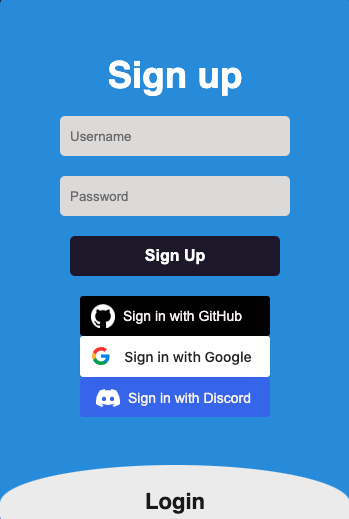 Sign up
Username
Password
Sign Up
Sign in with GitHub
Sign in with Google
Sign in with Discord
Login